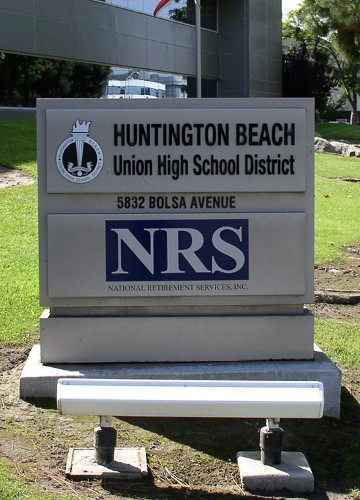 HUNTINGTON BEACH
Union High School District
5832 BOLSA AVENUE
NRS
NATIONAL RETIREMENT SERVICES, INC.